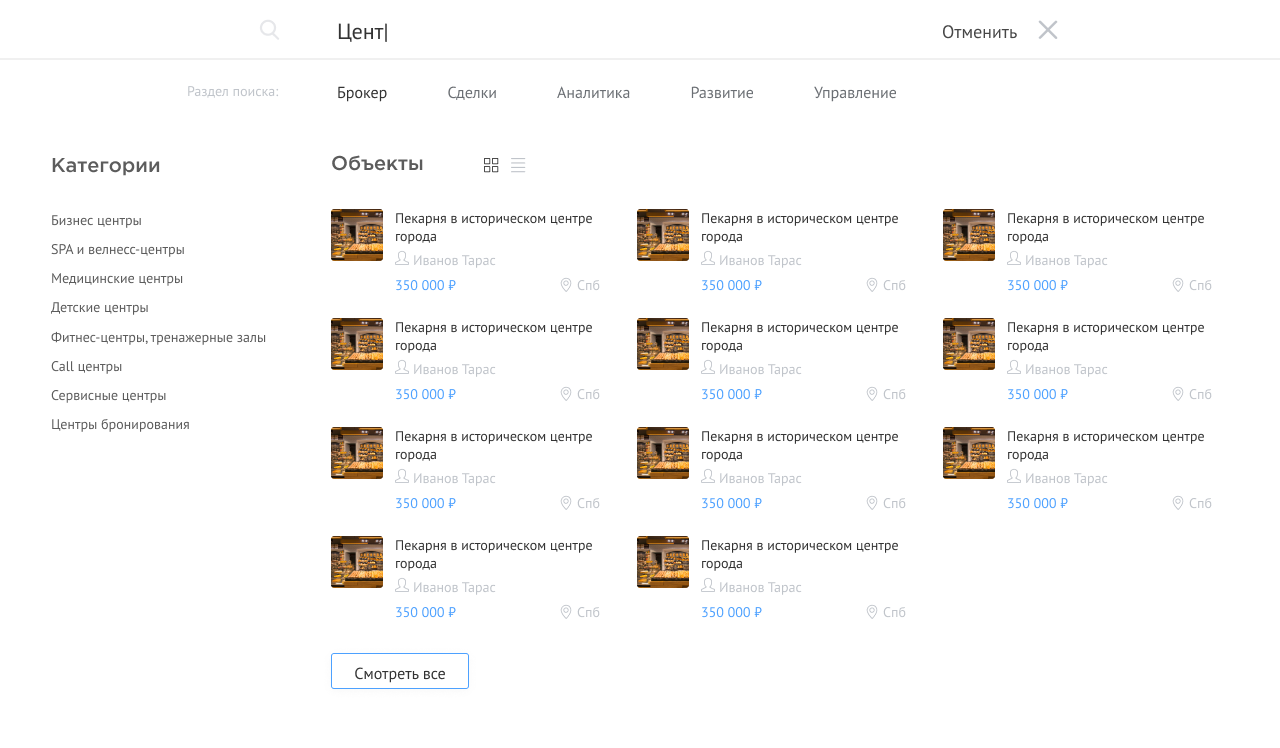 Цент
Отменить
Раздел поиска:
Брокер
Сделки
Аналитика
Развитие
Управление
Категории
Бизнес центры
SPA и велнесс-центры
Медицинские центры
Детские центры
Фитнес-центры, тренажерные залы
Call центры
Сервисные центры
Центры бронирования
Объекты
Пекарня в историческом центре
города
Иванов Тарас
350 000 ₽
Спб
Пекарня в историческом центре
города
Иванов Тарас
350 000 ₽
Спб
Пекарня в историческом центре
города
Иванов Тарас
350 000 ₽
Спб
Пекарня в историческом центре
города
Иванов Тарас
350 000 ₽
Спб
Пекарня в историческом центре
города
Иванов Тарас
350 000 ₽
Спб
Пекарня в историческом центре
города
Иванов Тарас
350 000 ₽
Спб
Пекарня в историческом центре
города
Иванов Тарас
350 000 ₽
Спб
Пекарня в историческом центре
города
Иванов Тарас
350 000 ₽
Спб
Пекарня в историческом центре
города
Иванов Тарас
350 000 ₽
Спб
Пекарня в историческом центре
города
Иванов Тарас
350 000 ₽
Спб
Пекарня в историческом центре
города
Иванов Тарас
350 000 ₽
Спб
Смотреть все